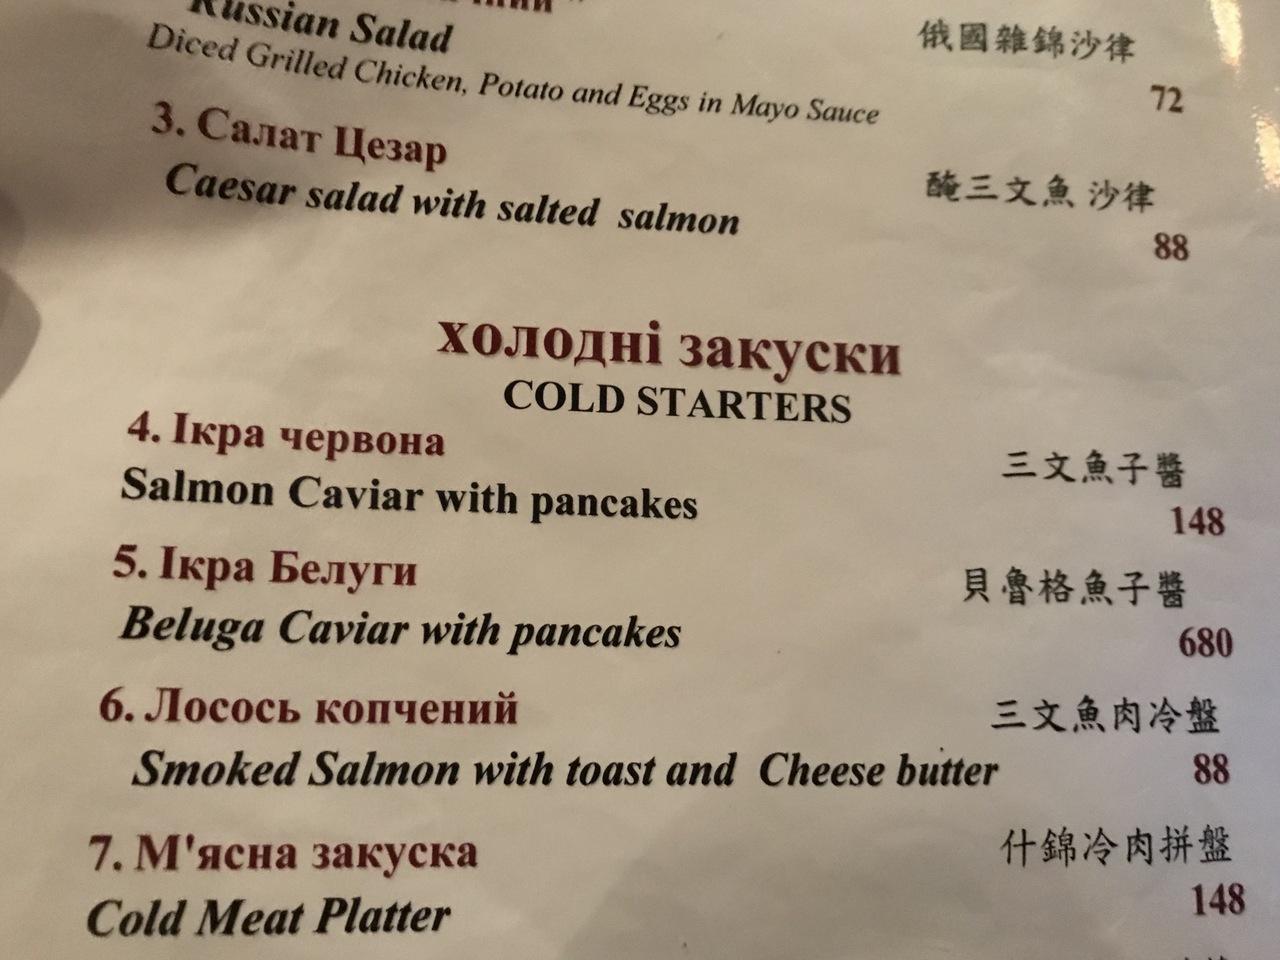 Russian Salad
俄國雜錦沙律
Diced Grilled Chicken, Potato and Eggs in Mayo Sauce
72
3. Салат Цезар
Caesar salad with salted salmon
醃三文魚 沙律
88
холодні закуски
COLD STARTERS
4. Ікра червона
Salmon Caviar with pancakes
三文魚子醬
148
5. Ікра Белуги
Beluga Caviar with pancakes
貝魯格魚子醬
680
6. Лосось копчений
三文魚肉冷盤
Smoked Salmon with toast and Cheese butter
88
7. М'ясна закуска
什錦冷肉拼盤
Cold Meat Platter
148